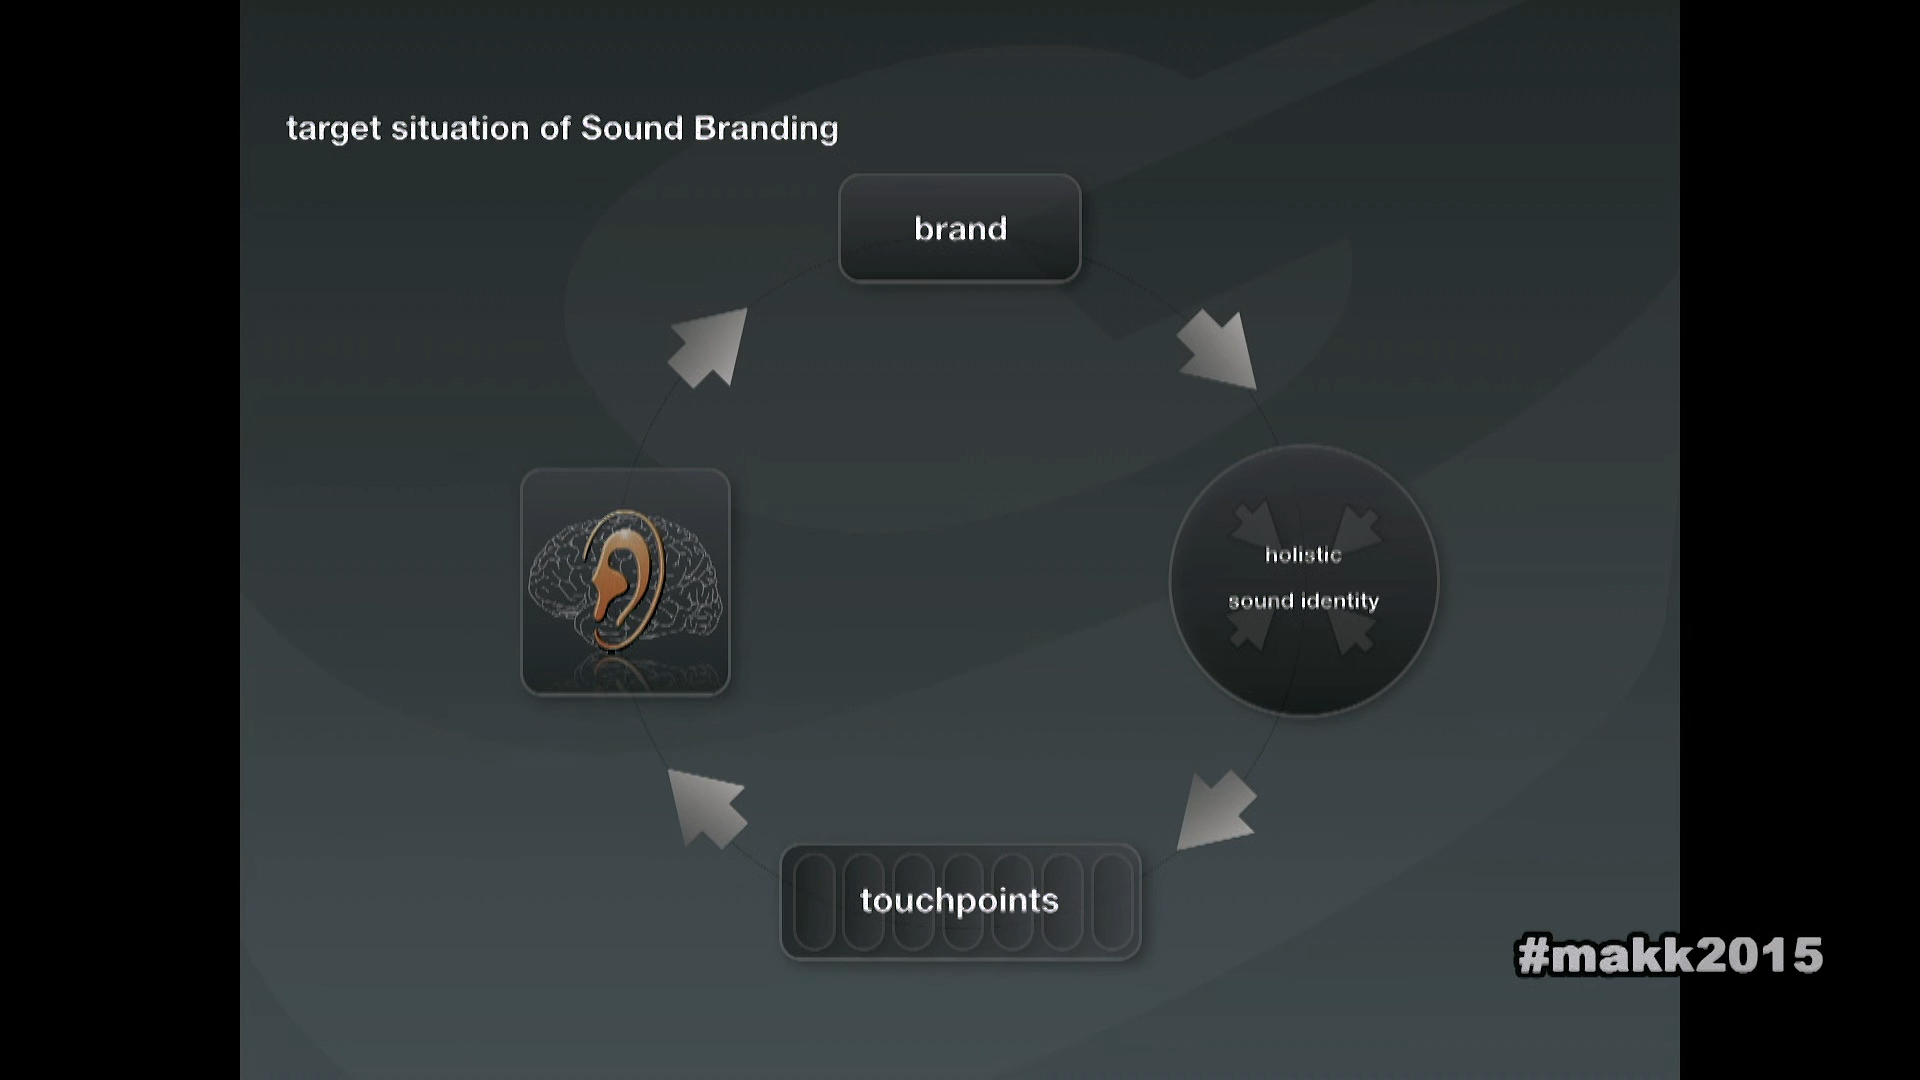 target situation of Sound Branding
brand
holistic
sound identity
touchpoints
#makk2015